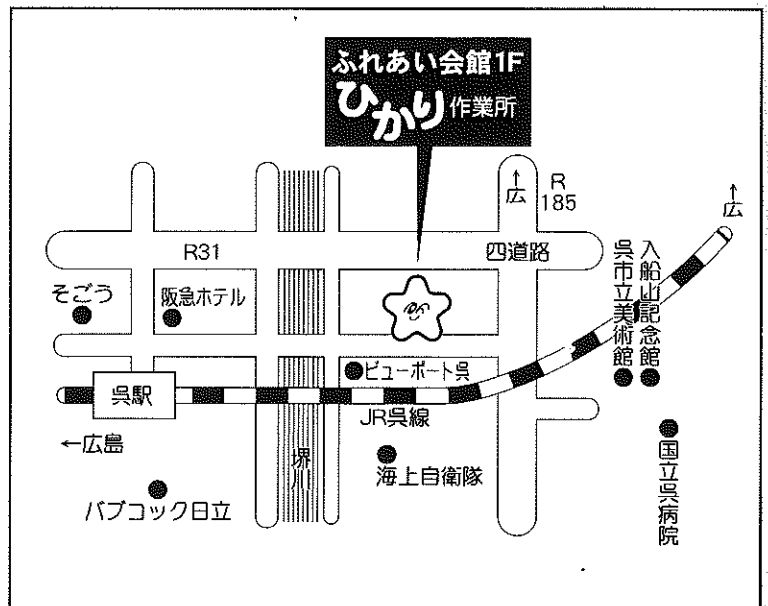 ふれあい会館1F
ひかり作業所
↑広
R
185
↑広
R31
四道路
そごう
阪急ホテル
呉市立美術館
入船山記念館
ビューポート呉
呉駅
JR呉線
←広島
堺川
海上自衛隊
国立呉病院
バブコック日立